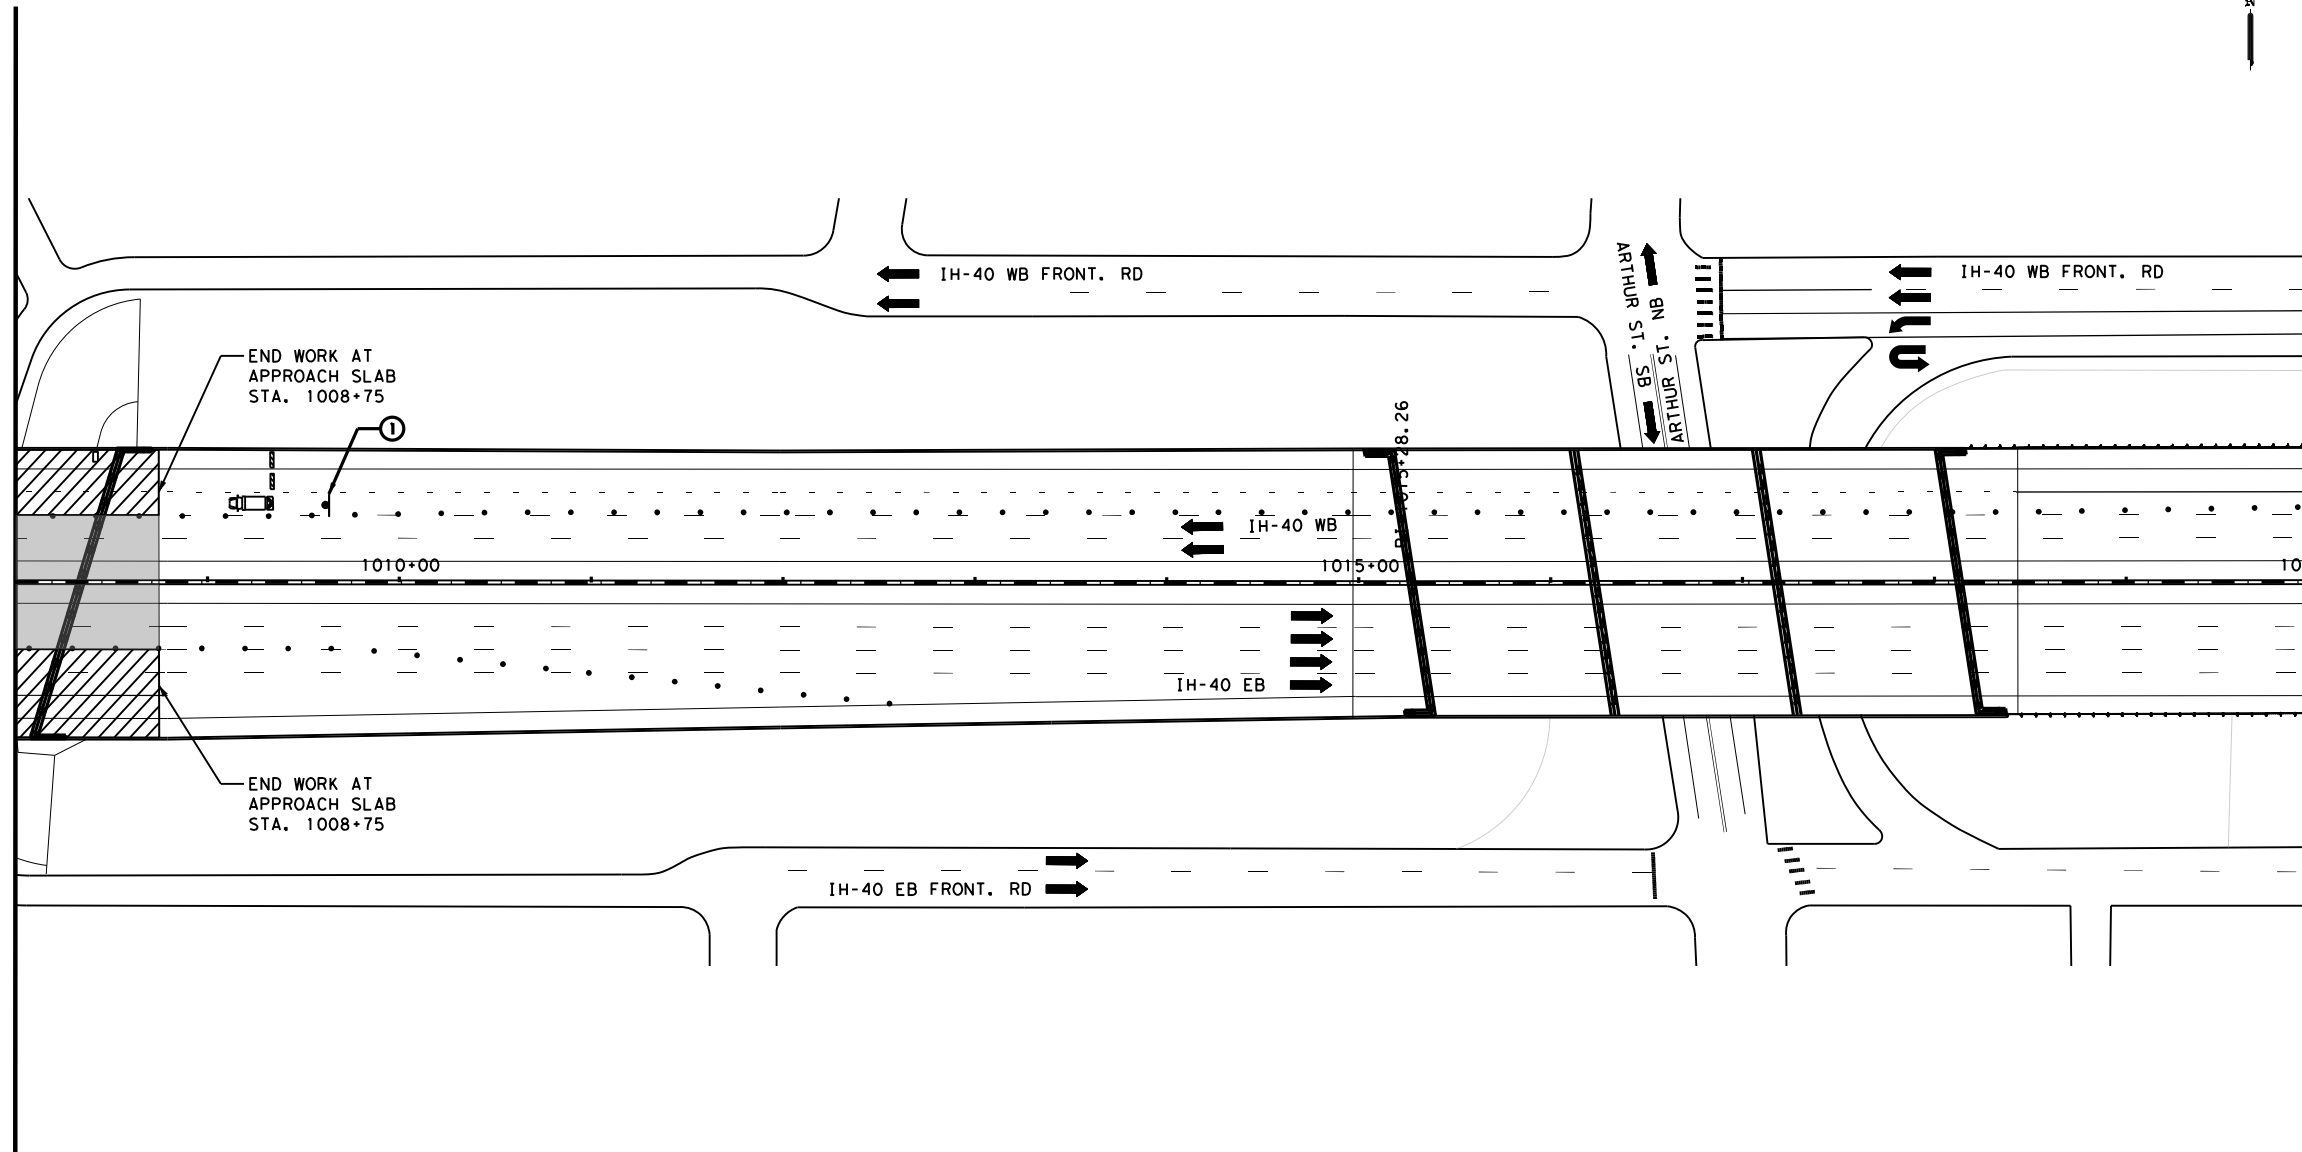 IH-40 WB FRONT. RD
IH-40 WB FRONT. RD
ARTHUR ST. SB
ARTHUR ST. NB
END WORK AT
APPROACH SLAB
STA. 1008+75
1
IH-40 WB
1010+00
1015+00
10
IH-40 EB
END WORK AT
APPROACH SLAB
STA. 1008+75
IH-40 EB FRONT. RD